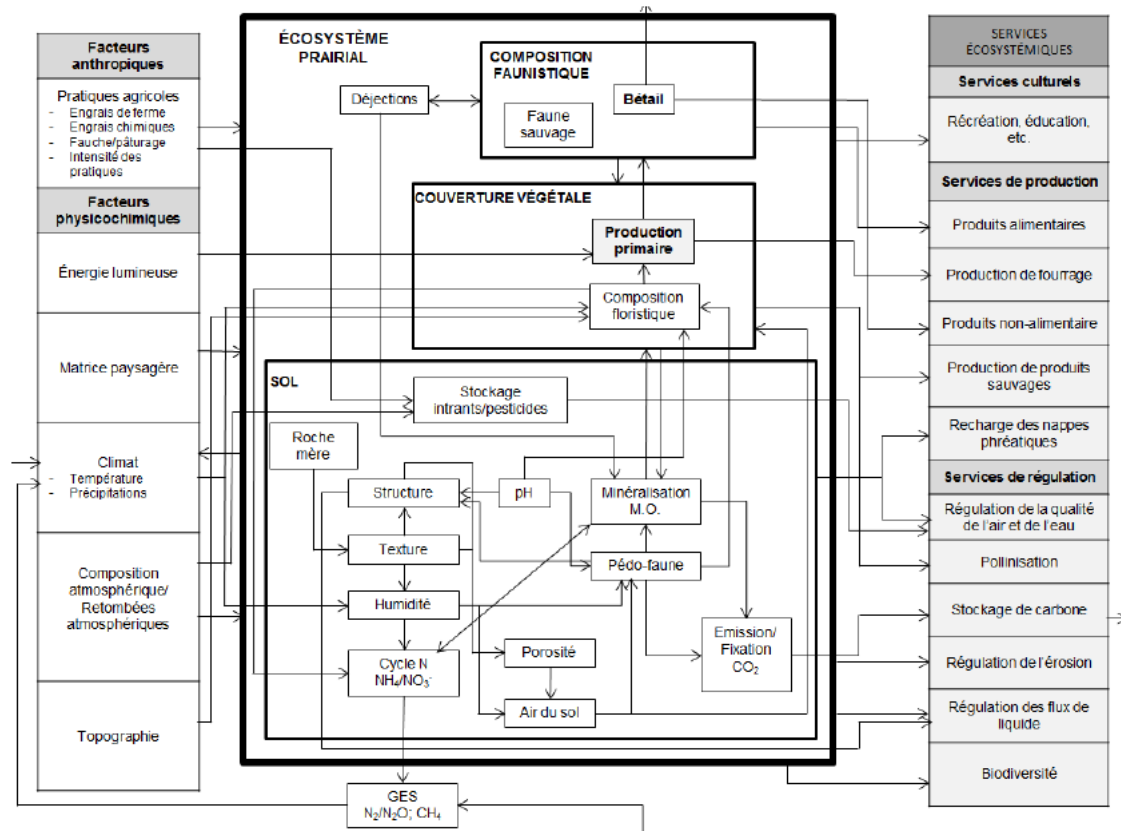 Facteurs
anthropiques
Pratiques agricoles
- Engrais de ferme
- Engrais chimiques
- Fauche/pâturage
- Intensité des
pratiques
Facteurs
physicochimiques
Énergie lumineuse
Matrice paysagère
Climat
- Température
- Précipitations
Composition
atmosphérique/
Retombées
atmosphériques
Topographie
ÉCOSYSTÈME
PRAIRIAL
COMPOSITION
FAUNISTIQUE
Déjections
Bétail
Faune
sauvage
COUVERTURE VÉGÉTALE
Production
primaire
Composition
floristique
SOL
Stockage
intrants/pesticides
Roche
mère
Structure
pH
Minéralisation
M.O.
Texture
Pédo-faune
Humidité
Emission/
Fixation
CO₂
Porosité
Cycle N
NH₄/NO₃⁻
Air du sol
GES
N₂/N₂O; CH₄
SERVICES
ÉCOSYSTÉMIQUES
Services culturels
Récréation, éducation,
etc.
Services de production
Produits alimentaires
Production de fourrage
Produits non-alimentaire
Production de produits
sauvages
Recharge des nappes
phréatiques
Services de régulation
Régulation de la qualité
de l'air et de l'eau
Pollinisation
Stockage de carbone
Régulation de l'érosion
Régulation des flux de
liquide
Biodiversité